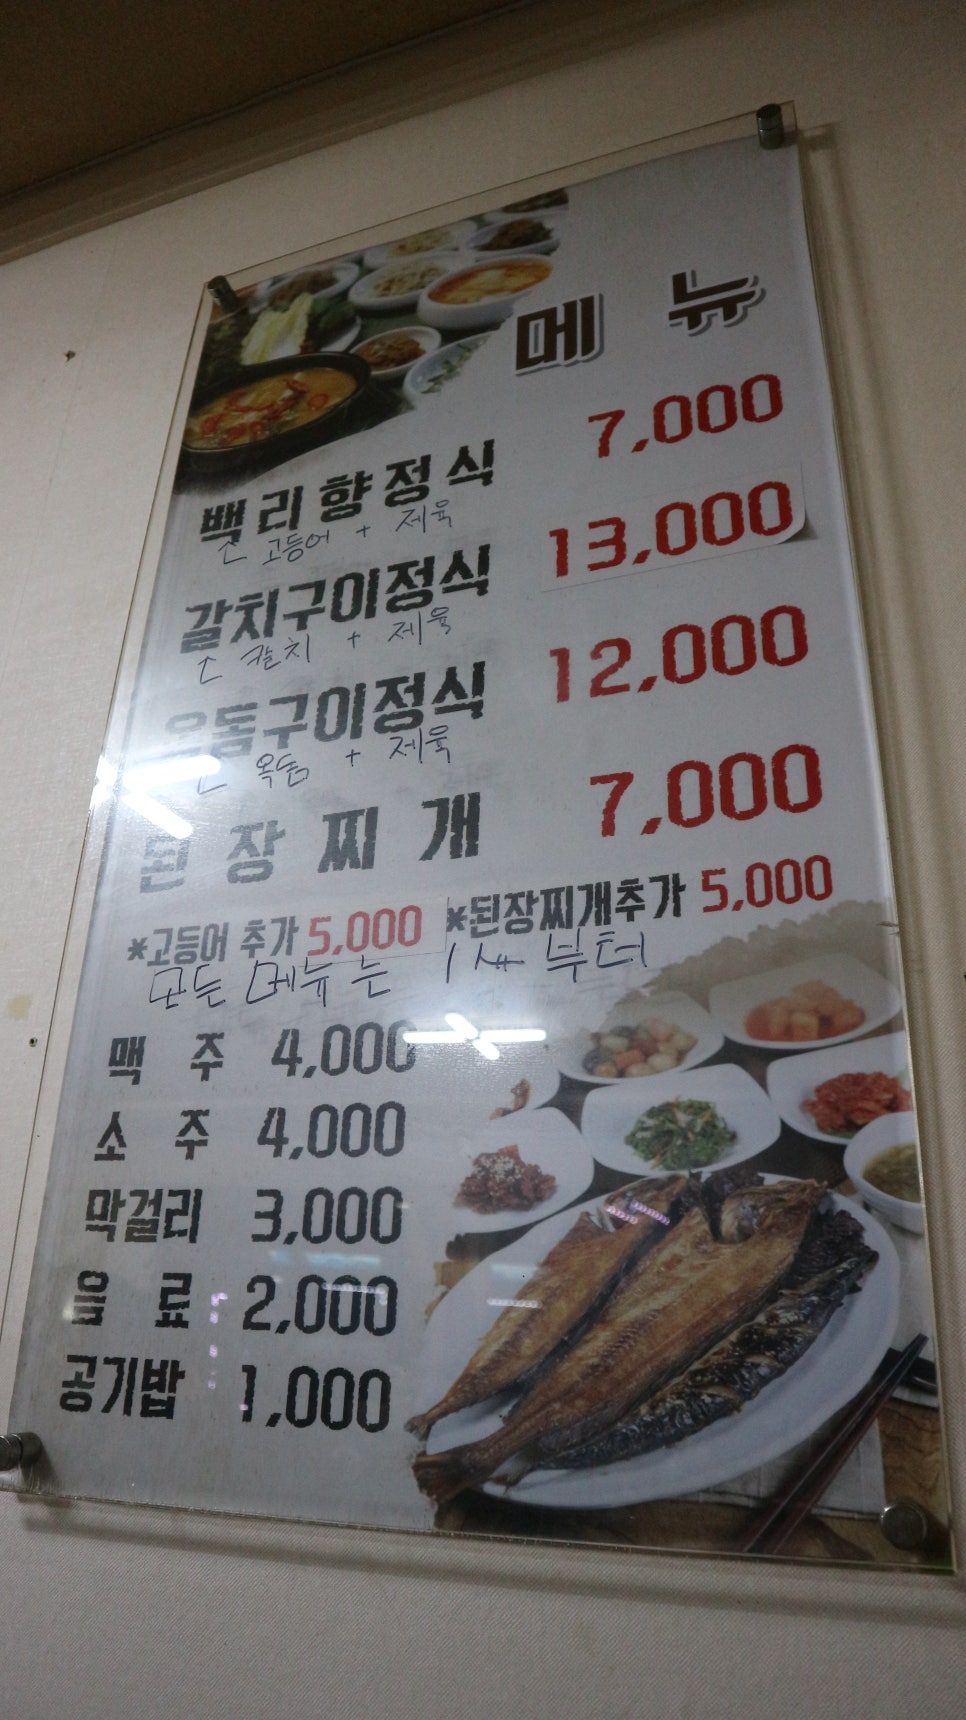 메 뉴
백리향정식 7,000
↑ 고등어 + 제육
갈치구이정식 13,000
↑ 갈치 + 제육
옥돔구이정식 12,000
↑ 옥돔 + 제육
된장찌개 7,000
*고등어 추가 5,000 *된장찌개추가 5,000
모든 메뉴는 1人 부터
맥 주 4,000
소 주 4,000
막걸리 3,000
음 료 2,000
공기밥 1,000